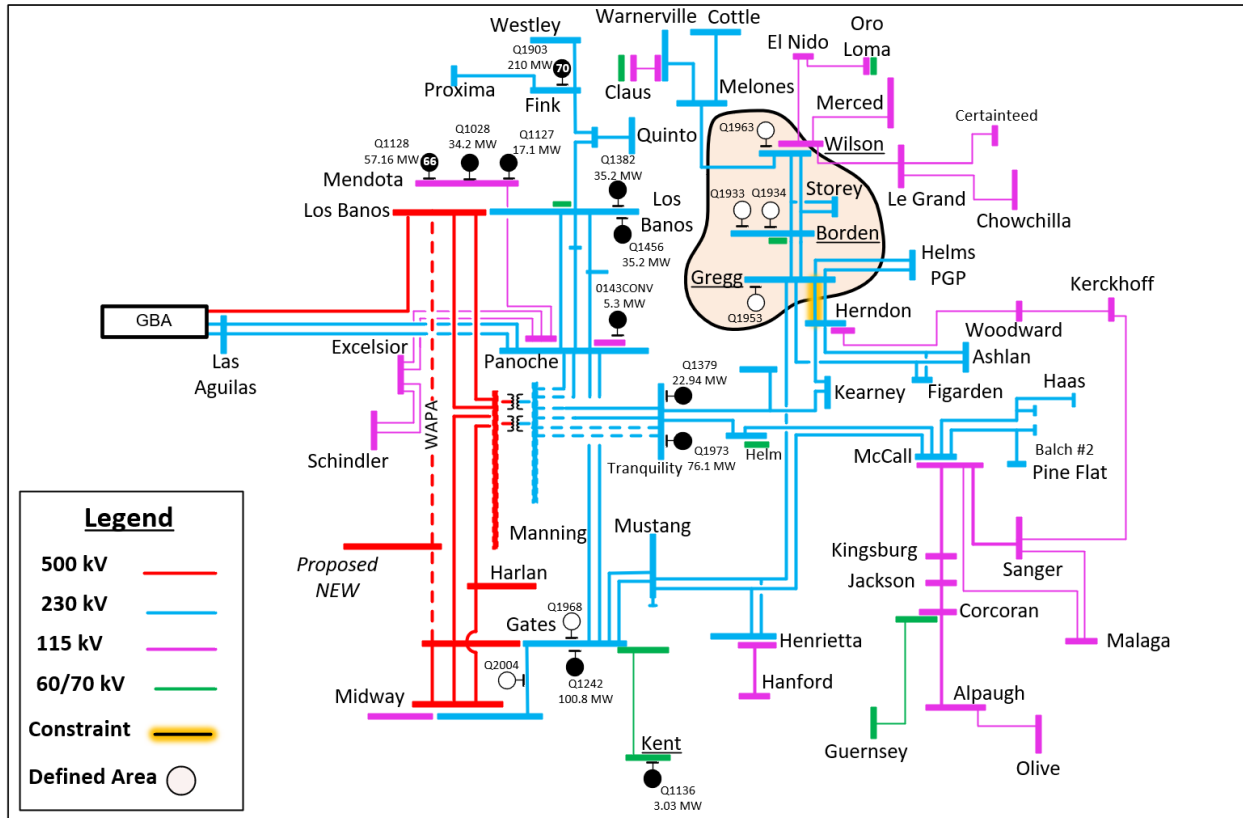 Westley
Warnerville
Cottle
Oro
Loma
El Nido
Q1903
210 MW
70
Proxima
Fink
Claus
Melones
Merced
Certainteed
Q1128
57.16 MW
66
Q1028
34.2 MW
Q1127
17.1 MW
Quinto
Q1963
Wilson
Mendota
Q1382
35.2 MW
Los
Banos
Q1933
Q1934
Storey
Le Grand
Chowchilla
Los Banos
Q1456
35.2 MW
Borden
Helms
PGP
Gregg
Q1953
Kerckhoff
0143CONV
5.3 MW
GBA
Herndon
Woodward
Las
Aguilas
Excelsior
Panoche
Ashlan
Q1379
22.94 MW
Kearney
Figarden
Haas
WAPA
Schindler
Tranquility
Q1973
76.1 MW
Helm
McCall
Balch #2
Pine Flat
Legend
500 kV
230 kV
115 kV
60/70 kV
Constraint
Defined Area
Manning
Mustang
Proposed
NEW
Harlan
Kingsburg
Jackson
Corcoran
Sanger
Malaga
Q1968
Gates
Henrietta
Hanford
Q2004
Q1242
100.8 MW
Midway
Alpaugh
Kent
Guernsey
Olive
Q1136
3.03 MW